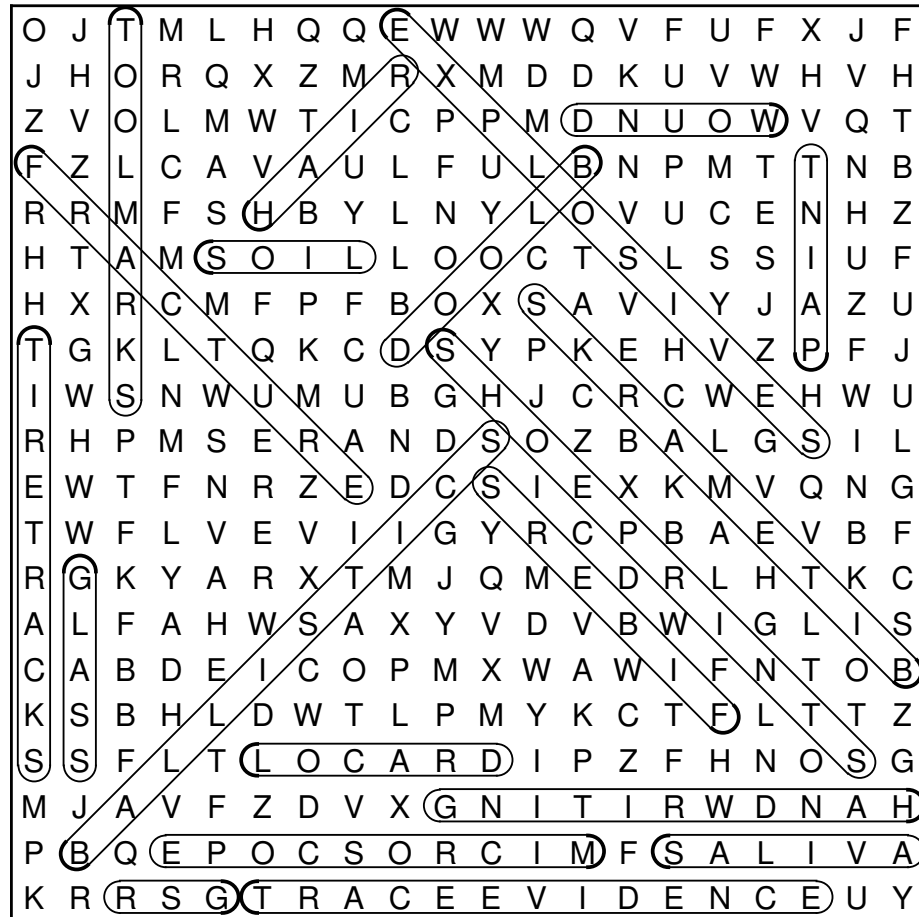 O J T M L H Q Q E W W W Q V F U F X J F
J H O R Q X Z M R X M D D K U V W H V H
Z V O L M W T I C P P M D N U O W V Q T
F Z L C A V A U L F U L B N P M T T N B
R R M F S H B Y L N Y L O V U C E N H Z
H T A M S O I L L O O C T S L S S I U F
H X R C M F P F B O X S A V I Y J A Z U
T G K L T Q K C D S Y P K E H V Z P F J
I W S N W U M U B G H J C R C W E H W U
R H P M S E R A N D S O Z B A L G S I L
E W T F N R Z E D C S I E X K M V Q N G
T W F L V E V I I G Y R C P B A E V B F
R G K Y A R X T M J Q M E D R L H T K C
A L F A H W S A X Y V D V B W I G L I S
C A B D E I C O P M X W A W I F N T O B
K S B H L D W T L P M Y K C T F L T T Z
S S F L T L O C A R D I P Z F H N O S G
M J A V F Z D V X G N I T I R W D N A H
P B Q E P O C S O R C I M F S A L I V A
K R R S G T R A C E E V I D E N C E U Y